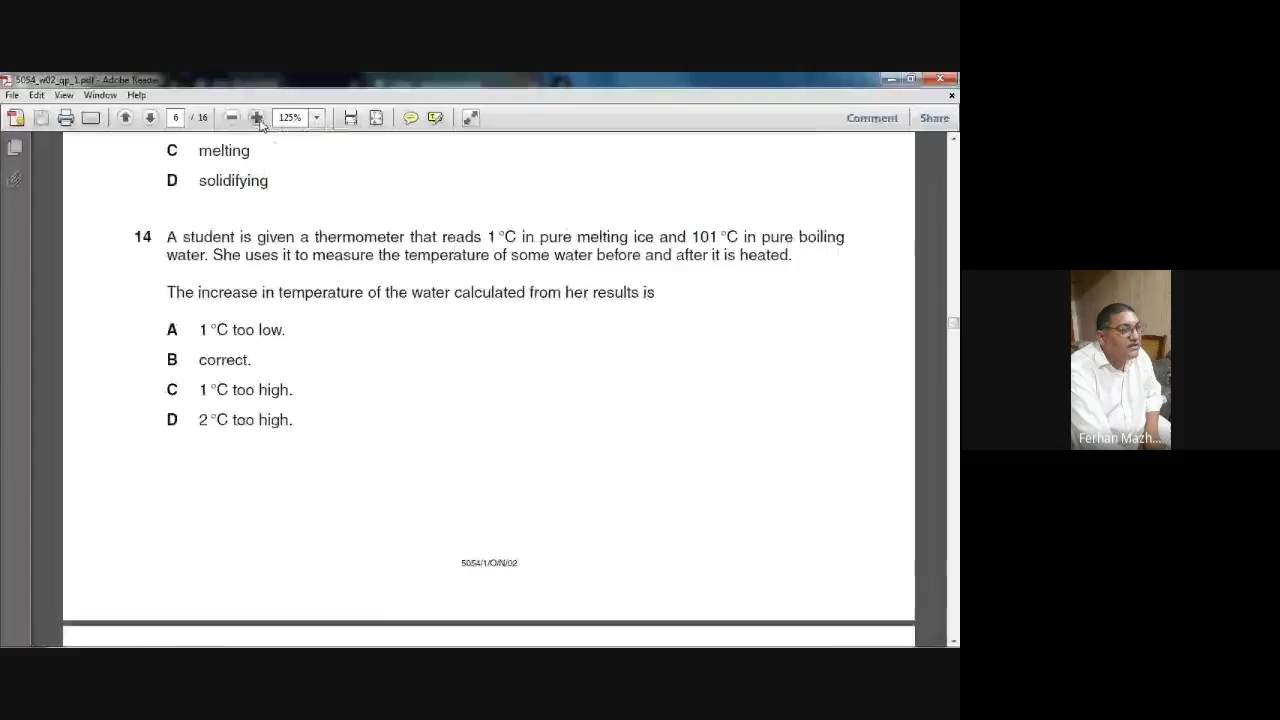 5054_w02_qp_1.pdf - Adobe Reader
File Edit View Window Help
6 / 16 125% Comment Share
C melting
D solidifying
14 A student is given a thermometer that reads 1 °C in pure melting ice and 101 °C in pure boiling
water. She uses it to measure the temperature of some water before and after it is heated.
The increase in temperature of the water calculated from her results is
A 1 °C too low.
B correct.
C 1 °C too high.
D 2 °C too high.
5054/1/O/N/02
Ferhan Mazh...